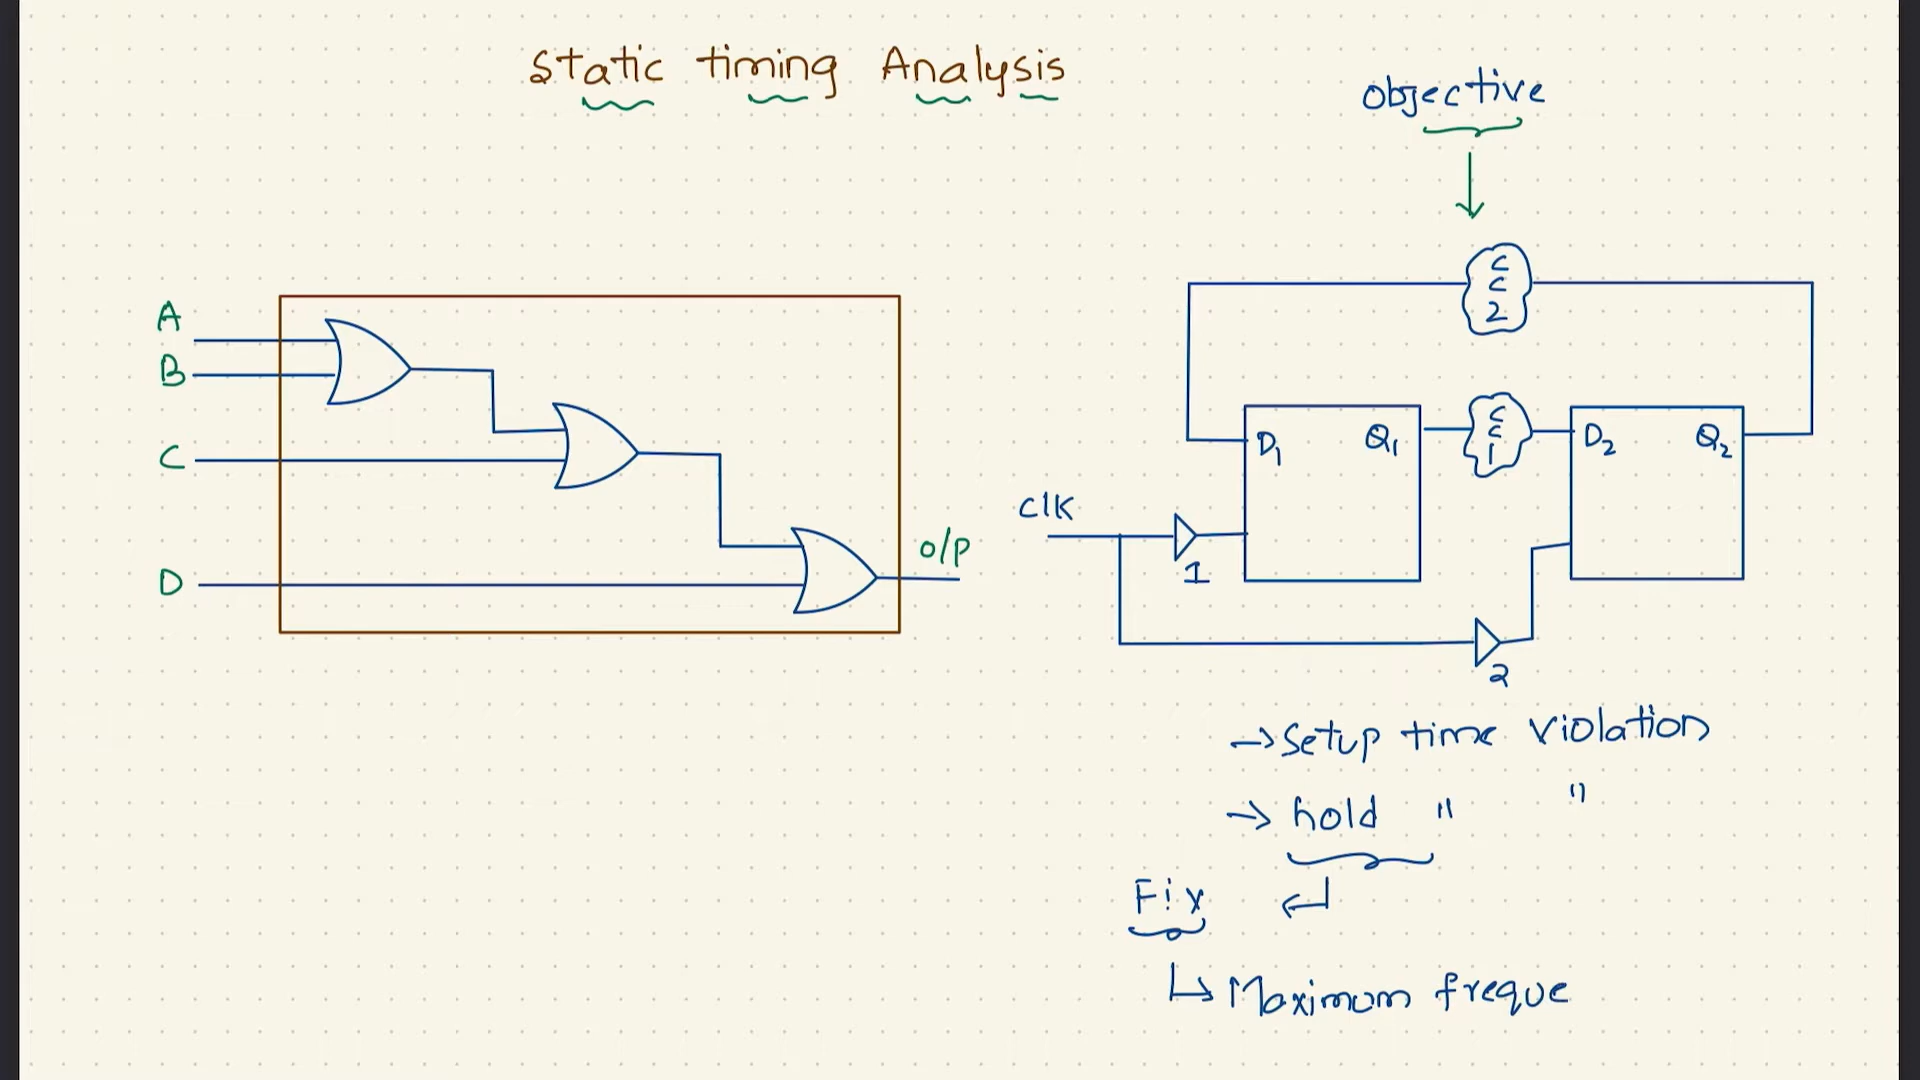 Static timing Analysis
objective
A
B
C
D
o/p
C
C
2
D1 Q1
C
C
1
D2 Q2
Clk
1
2
→ Setup time violation
→ hold " "
Fix
↳ Maximum freque